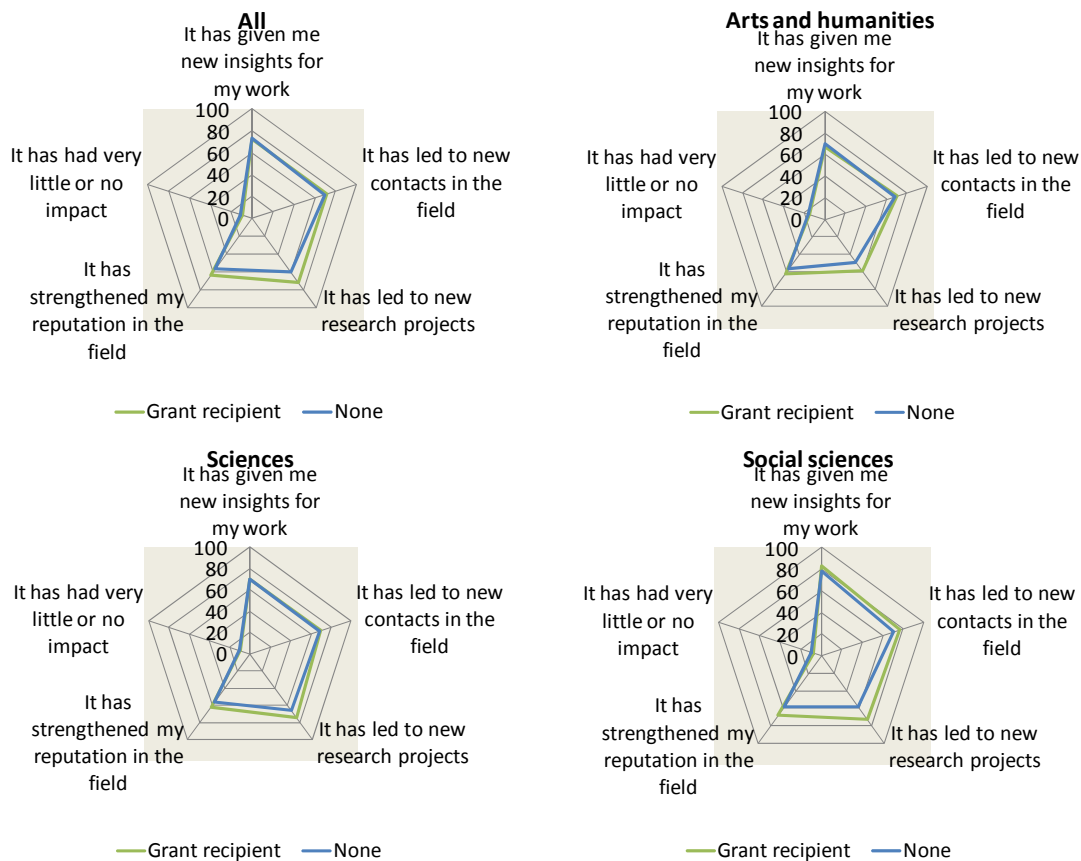 All
It has given me
new insights for
my work
100
80
60
40
20
0
It has led to new
contacts in the
field
It has led to new
research projects
It has
strengthened my
reputation in the
field
It has had very
little or no
impact
Grant recipient
None
Arts and humanities
It has given me
new insights for
my work
100
80
60
40
20
0
It has led to new
contacts in the
field
It has led to new
research projects
It has
strengthened my
reputation in the
field
It has had very
little or no
impact
Grant recipient
None
Sciences
It has given me
new insights for
my work
100
80
60
40
20
0
It has led to new
contacts in the
field
It has led to new
research projects
It has
strengthened my
reputation in the
field
It has had very
little or no
impact
Grant recipient
None
Social sciences
It has given me
new insights for
my work
100
80
60
40
20
0
It has led to new
contacts in the
field
It has led to new
research projects
It has
strengthened my
reputation in the
field
It has had very
little or no
impact
Grant recipient
None